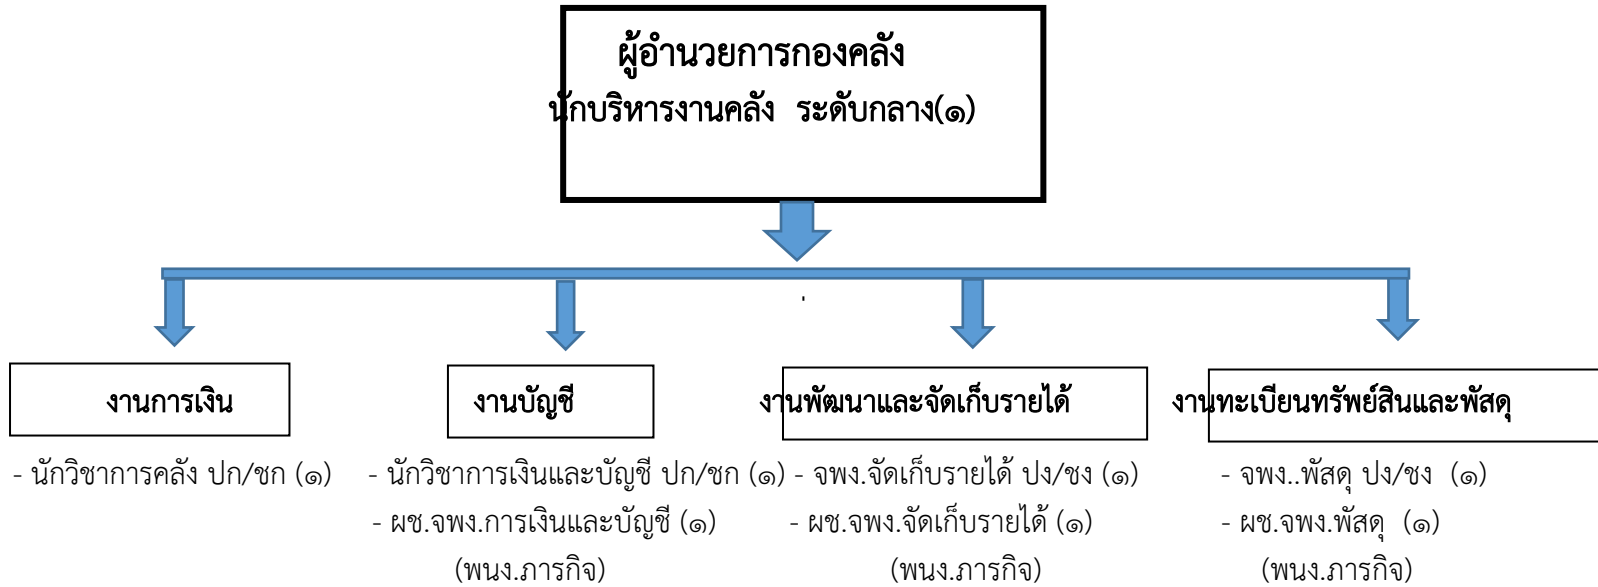 ผู้อำนวยการกองคลัง
นักบริหารงานคลัง ระดับกลาง(๑)
งานการเงิน
- นักวิชาการคลัง ปก/ชก (๑)
งานบัญชี
- นักวิชาการเงินและบัญชี ปก/ชก (๑)
- ผช.จพง.การเงินและบัญชี (๑)
(พนง.ภารกิจ)
งานพัฒนาและจัดเก็บรายได้
- จพง.จัดเก็บรายได้ ปง/ชง (๑)
- ผช.จพง.จัดเก็บรายได้ (๑)
(พนง.ภารกิจ)
งานทะเบียนทรัพย์สินและพัสดุ
- จพง..พัสดุ ปง/ชง (๑)
- ผช.จพง.พัสดุ (๑)
(พนง.ภารกิจ)